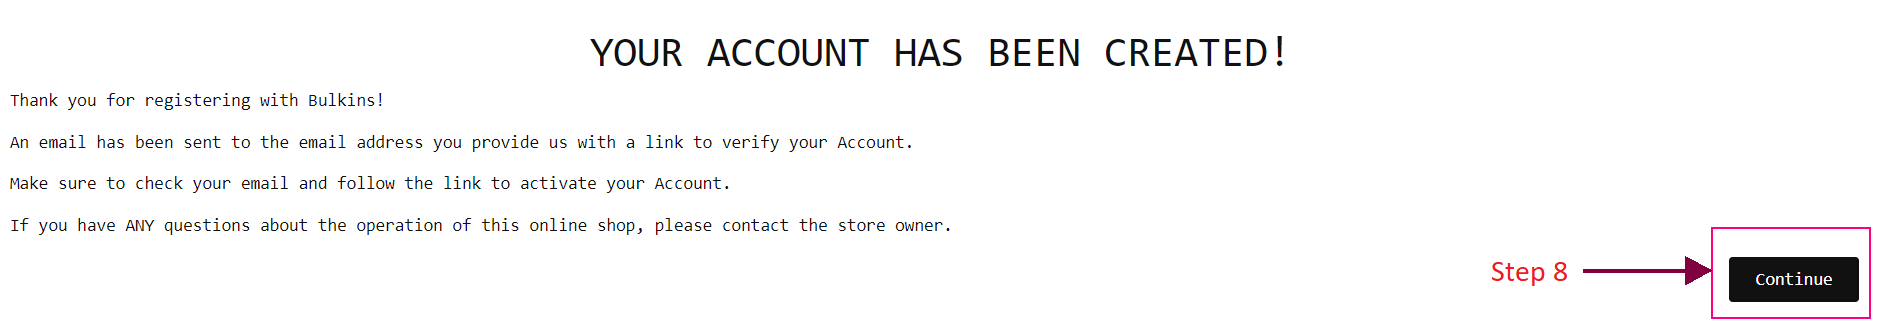 YOUR ACCOUNT HAS BEEN CREATED!
Thank you for registering with Bulkins!
An email has been sent to the email address you provide us with a link to verify your Account.
Make sure to check your email and follow the link to activate your Account.
If you have ANY questions about the operation of this online shop, please contact the store owner.
Step 8
Continue